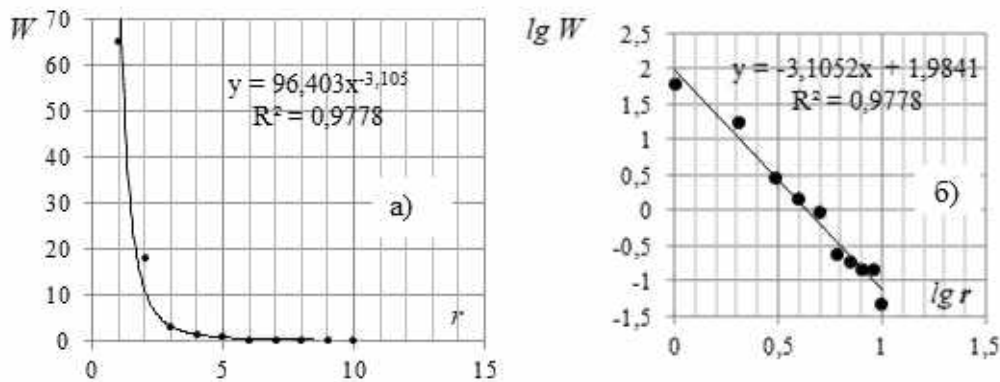 W
70
60
50
40
30
20
10
0
y = 96,403x^-3,105
R² = 0,9778
а)
r
0 5 10 15
lg W
2,5
2
1,5
1
0,5
0
-0,5
-1
-1,5
y = -3,1052x + 1,9841
R² = 0,9778
б)
lg r
0 0,5 1 1,5